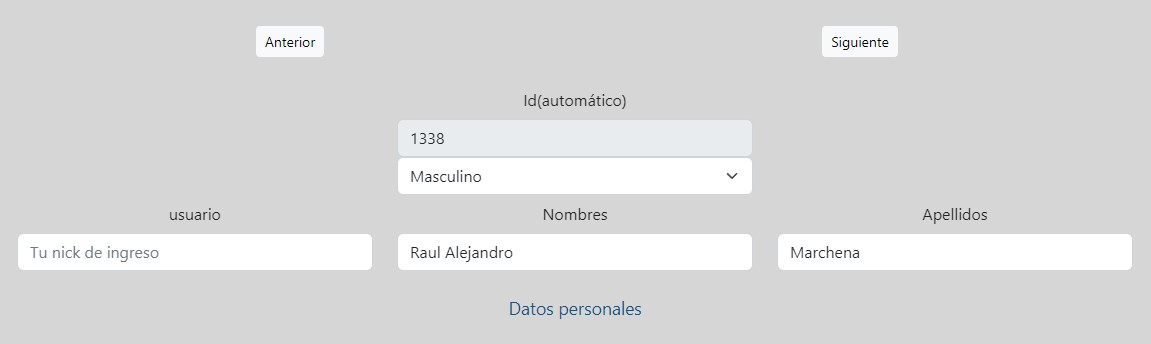 Anterior
Siguiente
Id(automático)
1338
Masculino
usuario
Nombres
Apellidos
Tu nick de ingreso
Raul Alejandro
Marchena
Datos personales